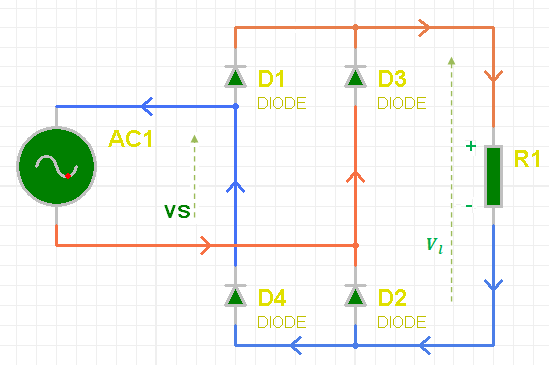 D1
DIODE
D3
DIODE
AC1
+
R1
VS
-
V_l
D4
DIODE
D2
DIODE